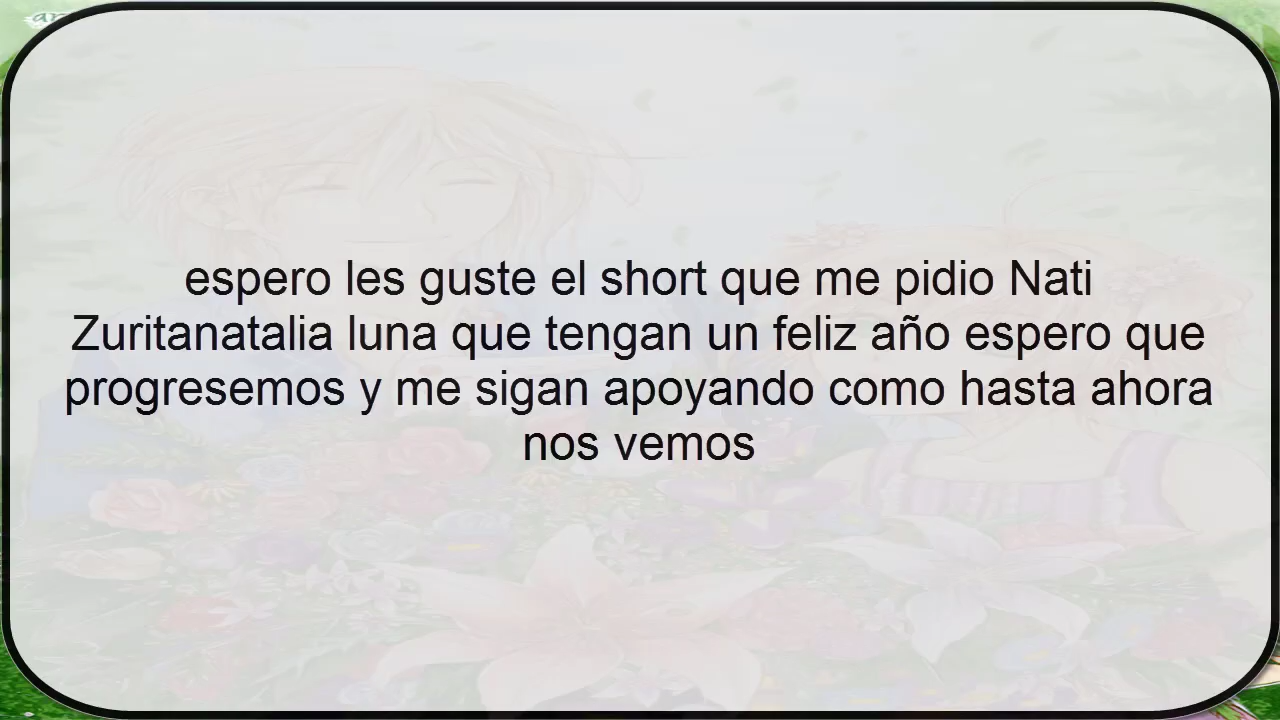 espero les guste el short que me pidio Nati
Zuritanatalia luna que tengan un feliz año espero que
progresemos y me sigan apoyando como hasta ahora
nos vemos